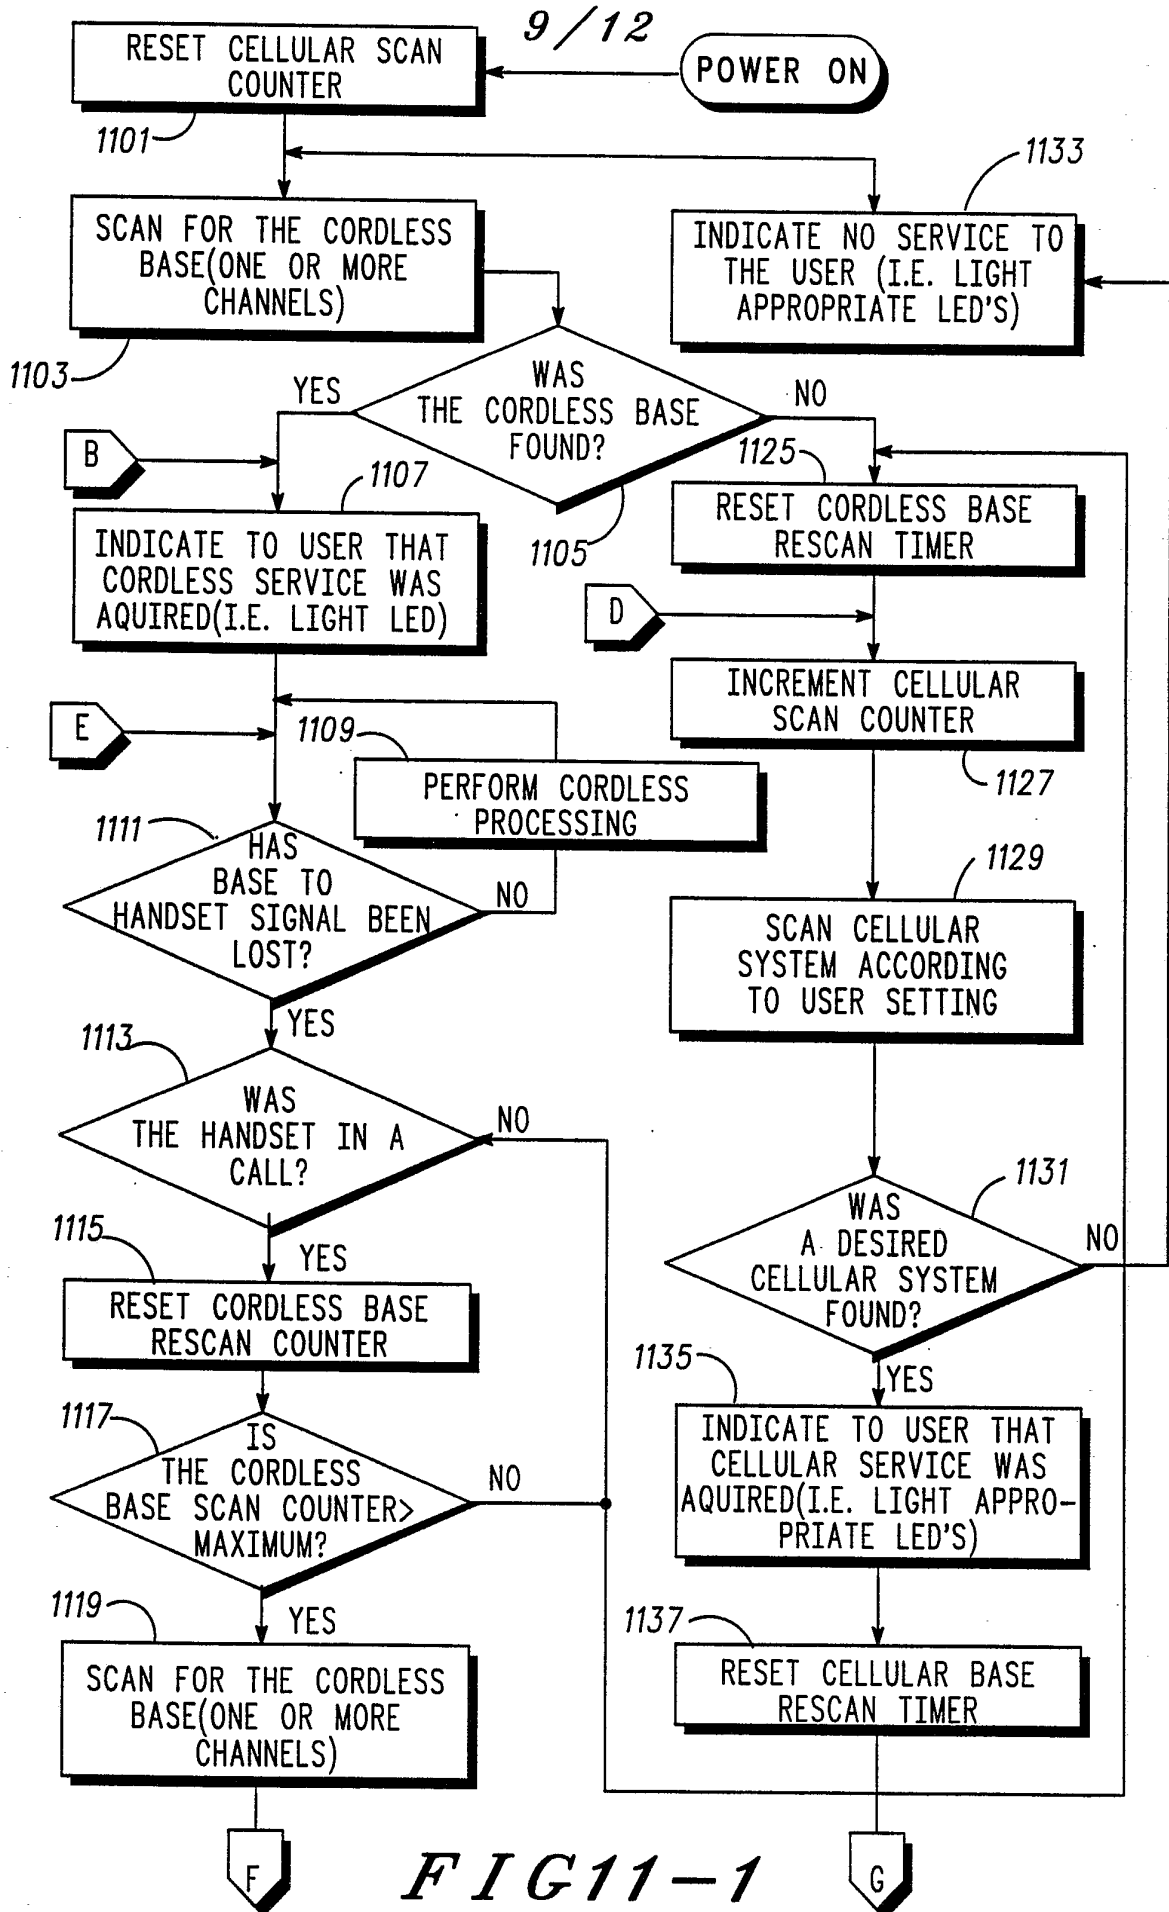 9/12
RESET CELLULAR SCAN
COUNTER
POWER ON
1101
1133
SCAN FOR THE CORDLESS
BASE(ONE OR MORE
CHANNELS)
INDICATE NO SERVICE TO
THE USER (I.E. LIGHT
APPROPRIATE LED'S)
1103
YES
WAS
THE CORDLESS BASE
FOUND?
NO
B
1107
1125
1105
INDICATE TO USER THAT
CORDLESS SERVICE WAS
AQUIRED(I.E. LIGHT LED)
RESET CORDLESS BASE
RESCAN TIMER
D
INCREMENT CELLULAR
SCAN COUNTER
E
1109
1127
PERFORM CORDLESS
PROCESSING
1111
HAS
BASE TO
HANDSET SIGNAL BEEN
LOST?
NO
1129
SCAN CELLULAR
SYSTEM ACCORDING
TO USER SETTING
YES
1113
WAS
THE HANDSET IN A
CALL?
NO
1131
WAS
A DESIRED
CELLULAR SYSTEM
FOUND?
NO
1115
YES
RESET CORDLESS BASE
RESCAN COUNTER
1135
YES
1117
IS
THE CORDLESS
BASE SCAN COUNTER>
MAXIMUM?
NO
INDICATE TO USER THAT
CELLULAR SERVICE WAS
AQUIRED(I.E. LIGHT APPRO-
PRIATE LED'S)
1119
YES
1137
SCAN FOR THE CORDLESS
BASE(ONE OR MORE
CHANNELS)
RESET CELLULAR BASE
RESCAN TIMER
F
FIG11-1
G